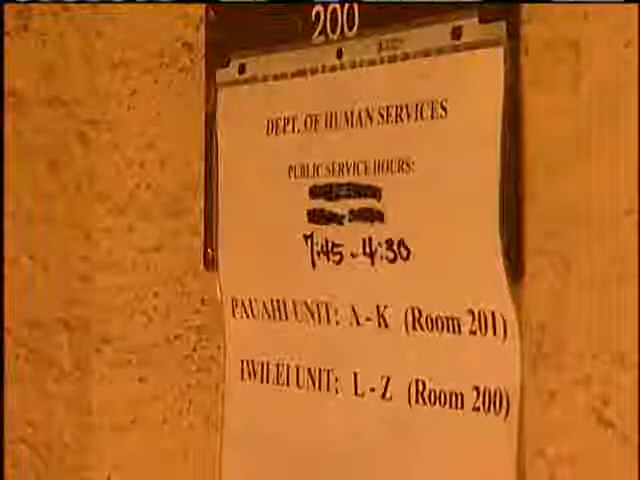 200
DEPT. OF HUMAN SERVICES
PUBLIC SERVICE HOURS:
7:45 - 4:30
PAUAHI UNIT: A - K (Room 201)
IWILEI UNIT: L - Z (Room 200)